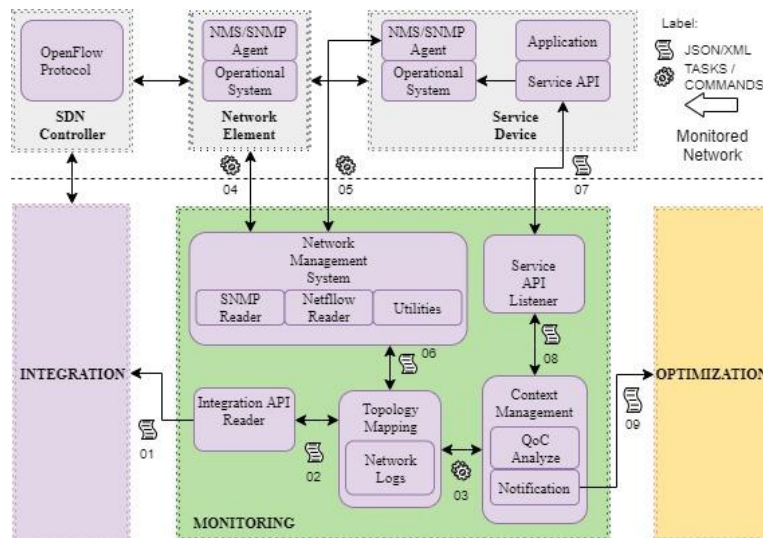 OpenFlow
Protocol
SDN
Controller
NMS/SNMP
Agent
Operational
System
Network
Element
NMS/SNMP
Agent
Operational
System
Application
Service API
Service
Device
Label:
JSON/XML
TASKS /
COMMANDS
Monitored
Network
04
05
07
INTEGRATION
Network
Management
System
SNMP
Reader
Netfllow
Reader
Utilities
Service
API
Listener
06
08
Integration API
Reader
Topology
Mapping
Network
Logs
Context
Management
QoC
Analyze
Notification
01
02
03
09
MONITORING
OPTIMIZATION